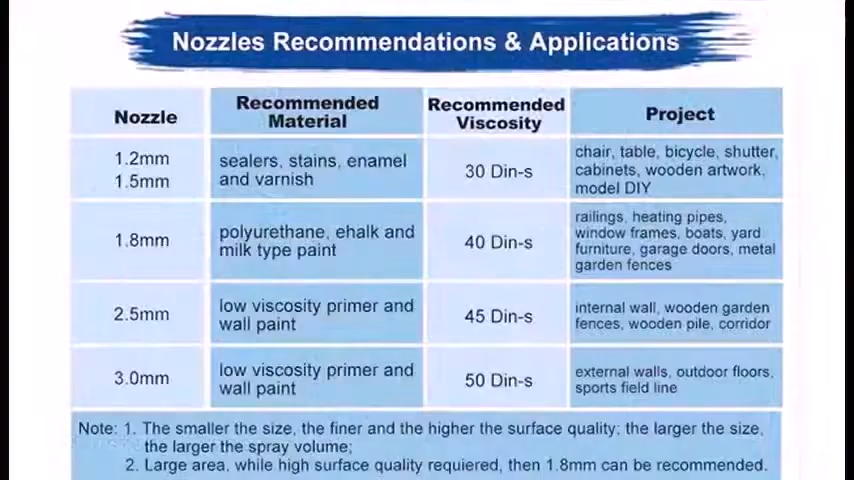 Nozzles Recommendations & Applications
Nozzle
Recommended
Material
Recommended
Viscosity
Project
1.2mm
1.5mm
sealers, stains, enamel
and varnish
30 Din-s
chair, table, bicycle, shutter,
cabinets, wooden artwork,
model DIY
1.8mm
polyurethane, ehalk and
milk type paint
40 Din-s
railings, heating pipes,
window frames, boats, yard
furniture, garage doors, metal
garden fences
2.5mm
low viscosity primer and
wall paint
45 Din-s
internal wall, wooden garden
fences, wooden pile, corridor
3.0mm
low viscosity primer and
wall paint
50 Din-s
external walls, outdoor floors,
sports field line
Note: 1. The smaller the size, the finer and the higher the surface quality; the larger the size,
the larger the spray volume;
2. Large area, while high surface quality requiered, then 1.8mm can be recommended.